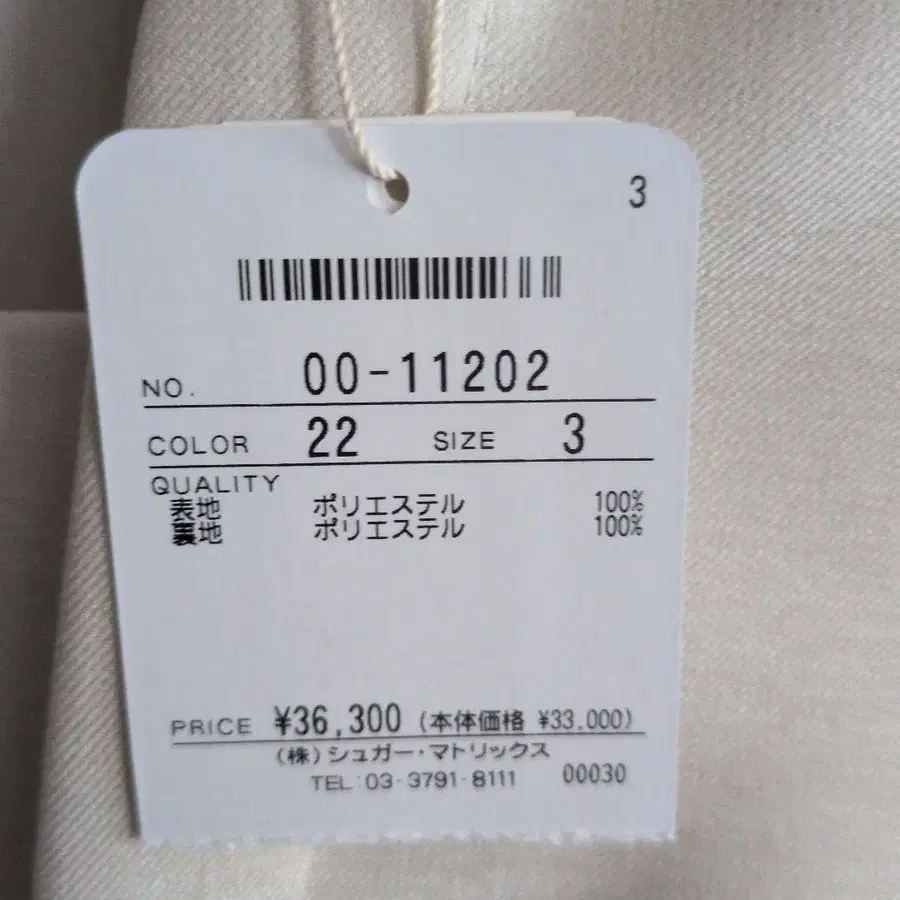 3
NO. 00-11202
COLOR 22 SIZE 3
QUALITY
表地 ポリエステル 100%
裏地 ポリエステル 100%
PRICE ¥36,300 (本体価格 ¥33,000)
(株)シュガー・マトリックス
TEL:03-3791-8111 00030